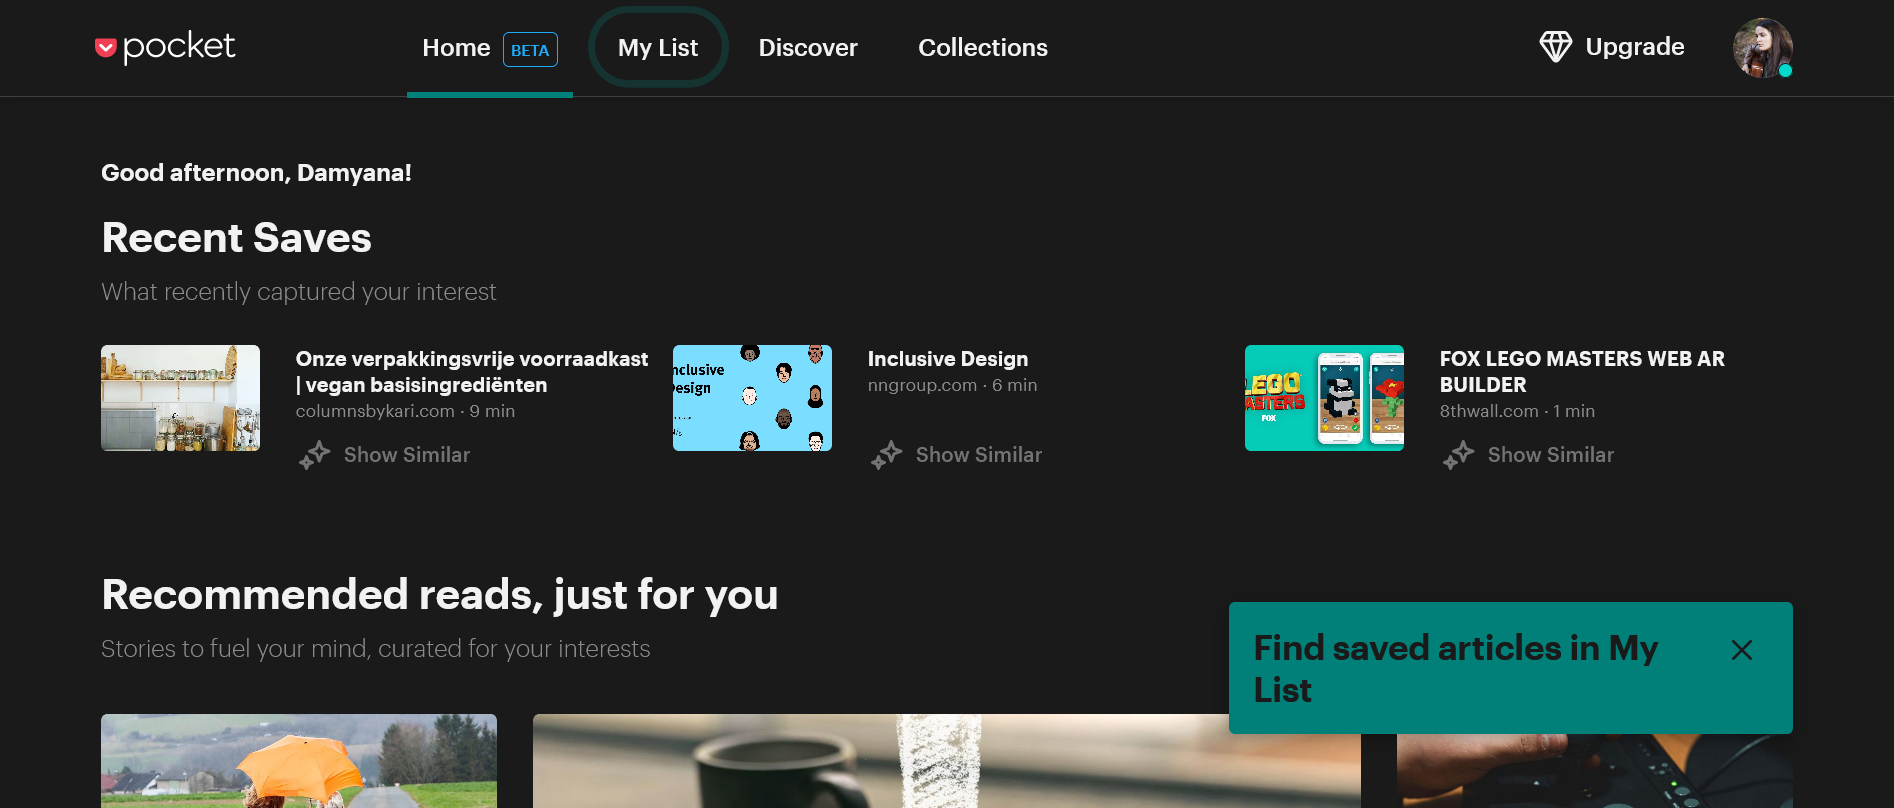 pocket
Home BETA
My List
Discover
Collections
Upgrade
Good afternoon, Damyana!
Recent Saves
What recently captured your interest
Onze verpakkingsvrije voorraadkast
| vegan basisingrediënten
columnsbykari.com · 9 min
Show Similar
nclusive
Design
Inclusive Design
nngroup.com · 6 min
Show Similar
LEGO
MASTERS
FOX
FOX LEGO MASTERS WEB AR
BUILDER
8thwall.com · 1 min
Show Similar
Recommended reads, just for you
Stories to fuel your mind, curated for your interests
Find saved articles in My
List